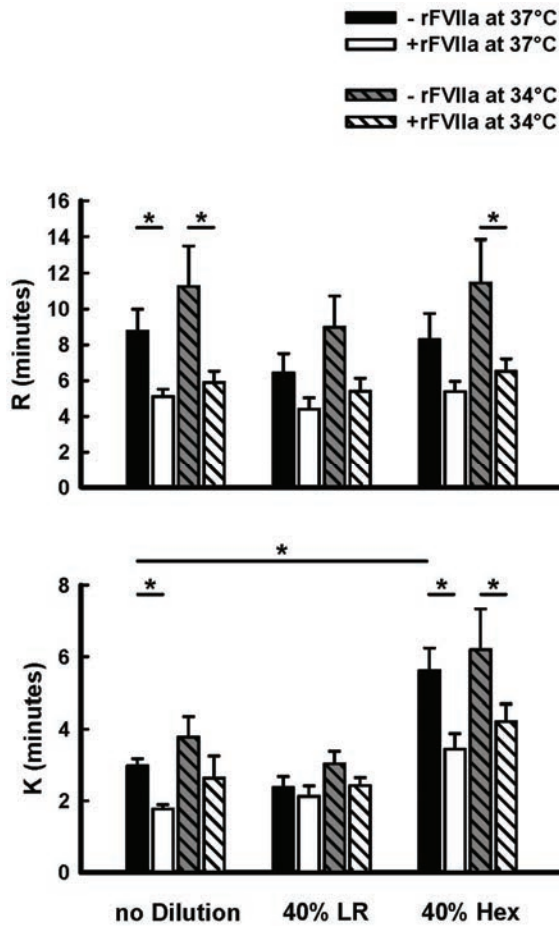 - rFVIIa at 37°C
+rFVIIa at 37°C
- rFVIIa at 34°C
+rFVIIa at 34°C
16
14
12
10
8
6
4
2
0
R (minutes)
*
*
*
8
6
4
2
0
K (minutes)
*
*
*
*
no Dilution
40% LR
40% Hex